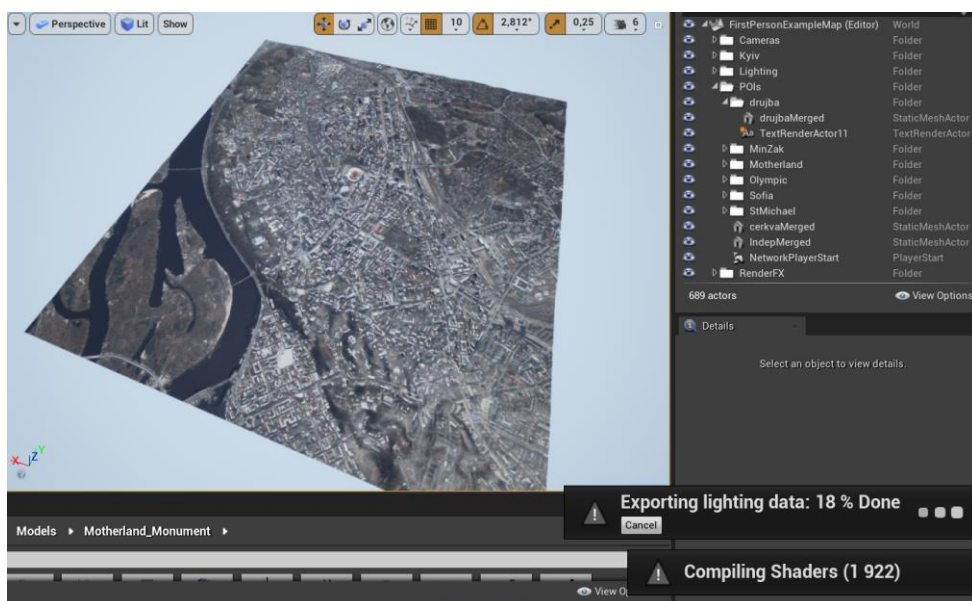 Perspective
Lit
Show
10
2,812°
0,25
6
FirstPersonExampleMap (Editor) World
Cameras Folder
Kyiv Folder
Lighting Folder
POIs Folder
drujba Folder
drujbaMerged StaticMeshActor
TextRenderActor11 TextRenderActor
MinZak Folder
Motherland Folder
Olympic Folder
Sofia Folder
StMichael Folder
cerkvaMerged StaticMeshActor
IndepMerged StaticMeshActor
NetworkPlayerStart PlayerStart
RenderFX Folder
689 actors View Options
Details
Select an object to view details.
X Z Y
Exporting lighting data: 18 % Done
Cancel
Models Motherland_Monument
Compiling Shaders (1 922)
View O